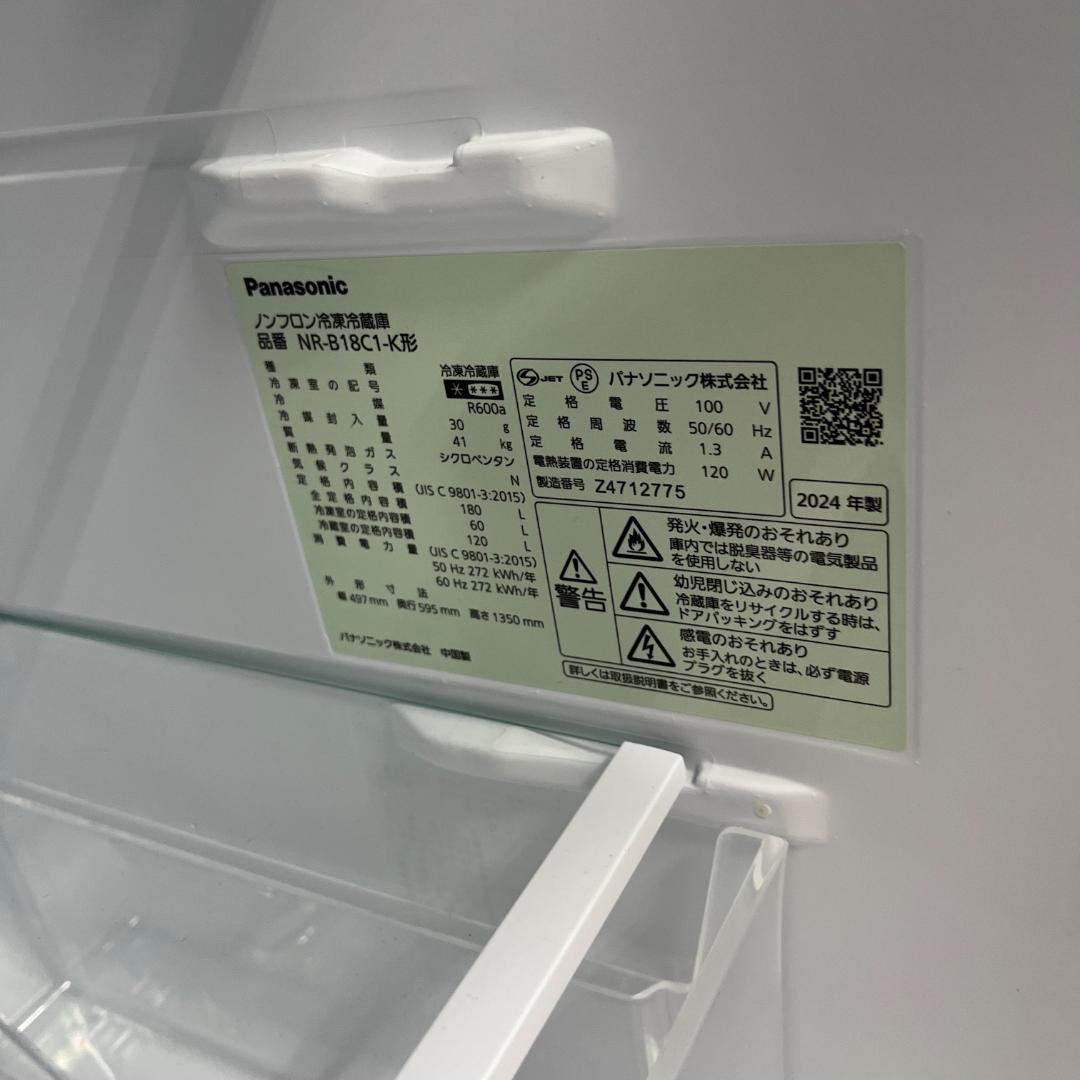 Panasonic
ノンフロン冷凍冷蔵庫
品番 NR-B18C1-K形
種類 冷凍冷蔵庫
冷凍室の記号
冷媒 R600a
冷媒封入量 30 g
質量 41 kg
断熱発泡ガス シクロペンタン
気候クラス N
定格内容積 (JIS C 9801-3:2015)
全定格内容積 180 L
冷凍室の定格内容積 60 L
冷蔵室の定格内容積 120 L
消費電力量 (JIS C 9801-3:2015)
50 Hz 272 kWh/年
60 Hz 272 kWh/年
外形寸法
幅 497 mm 奥行 595 mm 高さ 1350 mm
パナソニック株式会社 中国製
JET PSE パナソニック株式会社
定格電圧 100 V
定格周波数 50/60 Hz
定格電流 1.3 A
電熱装置の定格消費電力 120 W
製造番号 Z4712775
2024 年製
警告
発火・爆発のおそれあり
庫内では脱臭器等の電気製品
を使用しない
幼児閉じ込みのおそれあり
冷蔵庫をリサイクルする時は、
ドアパッキングをはずす
感電のおそれあり
お手入れのときは、必ず電源
プラグを抜く
詳しくは取扱説明書をご参照ください。